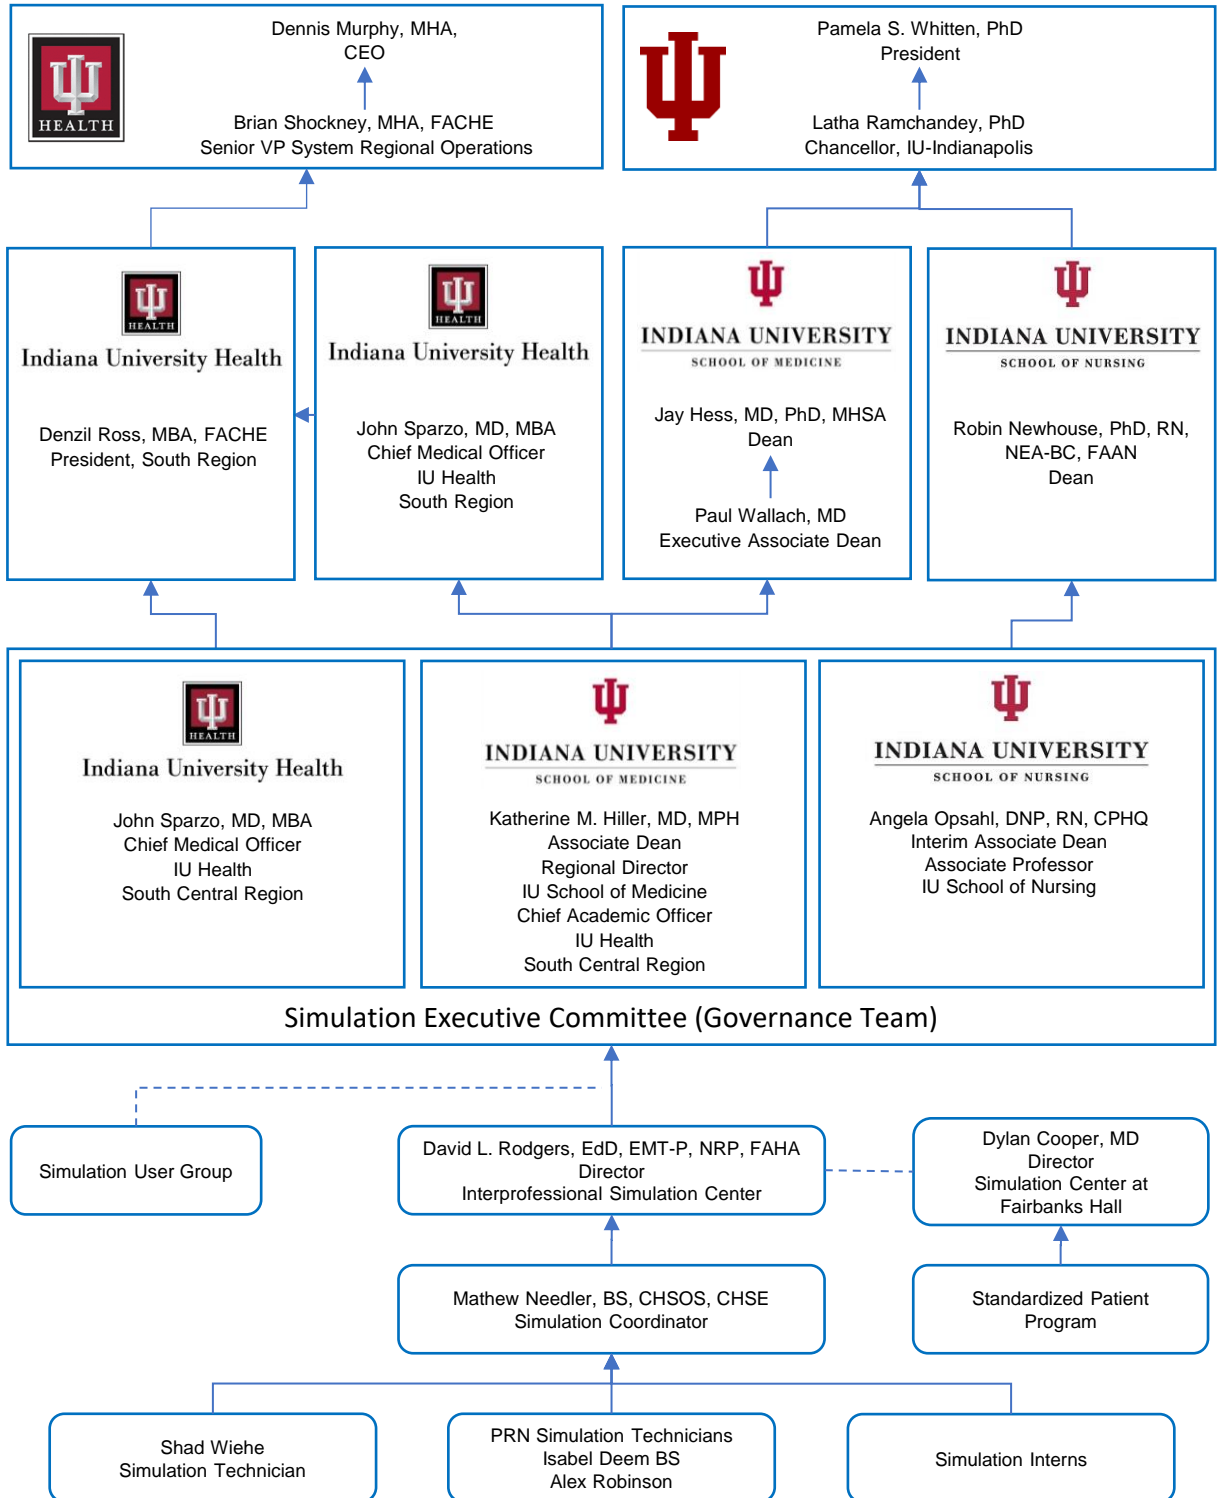 HEALTH
Dennis Murphy, MHA,
CEO
Brian Shockney, MHA, FACHE
Senior VP System Regional Operations
Pamela S. Whitten, PhD
President
Latha Ramchandey, PhD
Chancellor, IU-Indianapolis
HEALTH
Indiana University Health
Denzil Ross, MBA, FACHE
President, South Region
HEALTH
Indiana University Health
John Sparzo, MD, MBA
Chief Medical Officer
IU Health
South Region
INDIANA UNIVERSITY
SCHOOL OF MEDICINE
Jay Hess, MD, PhD, MHSA
Dean
Paul Wallach, MD
Executive Associate Dean
INDIANA UNIVERSITY
SCHOOL OF NURSING
Robin Newhouse, PhD, RN,
NEA-BC, FAAN
Dean
HEALTH
Indiana University Health
John Sparzo, MD, MBA
Chief Medical Officer
IU Health
South Central Region
INDIANA UNIVERSITY
SCHOOL OF MEDICINE
Katherine M. Hiller, MD, MPH
Associate Dean
Regional Director
IU School of Medicine
Chief Academic Officer
IU Health
South Central Region
INDIANA UNIVERSITY
SCHOOL OF NURSING
Angela Opsahl, DNP, RN, CPHQ
Interim Associate Dean
Associate Professor
IU School of Nursing
Simulation Executive Committee (Governance Team)
Simulation User Group
David L. Rodgers, EdD, EMT-P, NRP, FAHA
Director
Interprofessional Simulation Center
Dylan Cooper, MD
Director
Simulation Center at
Fairbanks Hall
Mathew Needler, BS, CHSOS, CHSE
Simulation Coordinator
Standardized Patient
Program
Shad Wiehe
Simulation Technician
PRN Simulation Technicians
Isabel Deem BS
Alex Robinson
Simulation Interns